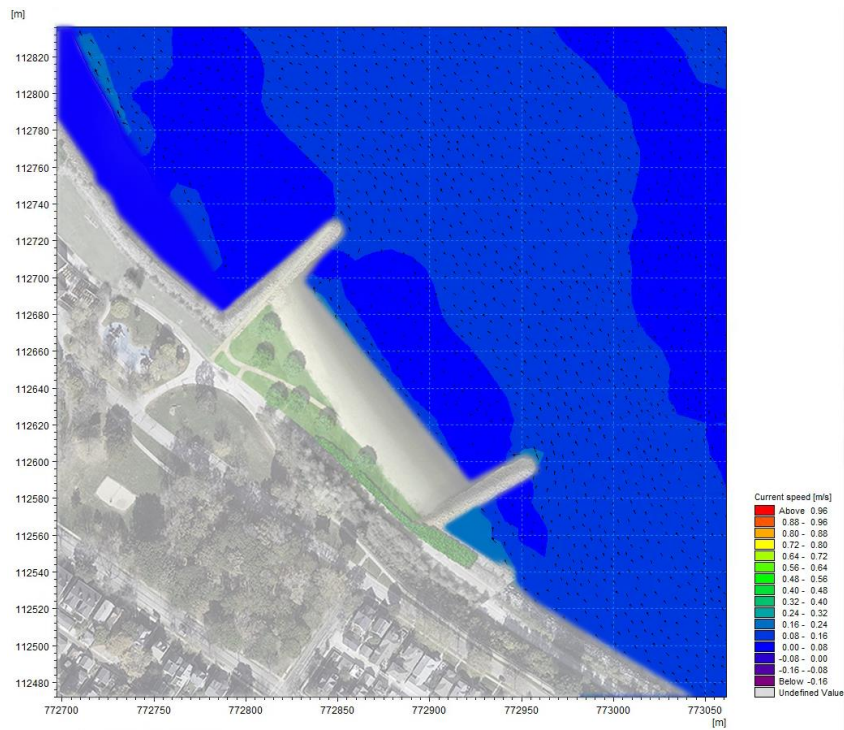 [m]
112820
112800
112780
112760
112740
112720
112700
112680
112660
112640
112620
112600
112580
112560
112540
112520
112500
112480
772700 772750 772800 772850 772900 772950 773000 773050
[m]
Current speed [m/s]
Above 0.96
0.88 - 0.96
0.80 - 0.88
0.72 - 0.80
0.64 - 0.72
0.56 - 0.64
0.48 - 0.56
0.40 - 0.48
0.32 - 0.40
0.24 - 0.32
0.16 - 0.24
0.08 - 0.16
0.00 - 0.08
-0.08 - 0.00
-0.16 - -0.08
Below -0.16
Undefined Value